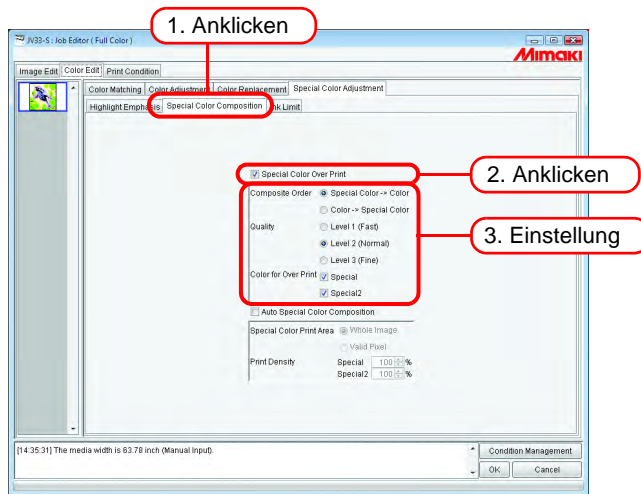 1. Anklicken
JV33-S : Job Editor ( Full Color )
Mimaki
Image Edit Color Edit Print Condition
Color Matching Color Adjustment Color Replacement Special Color Adjustment
Highlight Emphasis Special Color Composition Ink Limit
Special Color Over Print
2. Anklicken
Composite Order Special Color -> Color
Color -> Special Color
Quality Level 1 (Fast)
Level 2 (Normal)
3. Einstellung
Level 3 (Fine)
Color for Over Print Special
Special2
Auto Special Color Composition
Special Color Print Area Whole Image
Valid Pixel
Print Density Special 100 %
Special2 100 %
[14:35:31] The media width is 63.78 inch (Manual Input).
Condition Management
OK Cancel